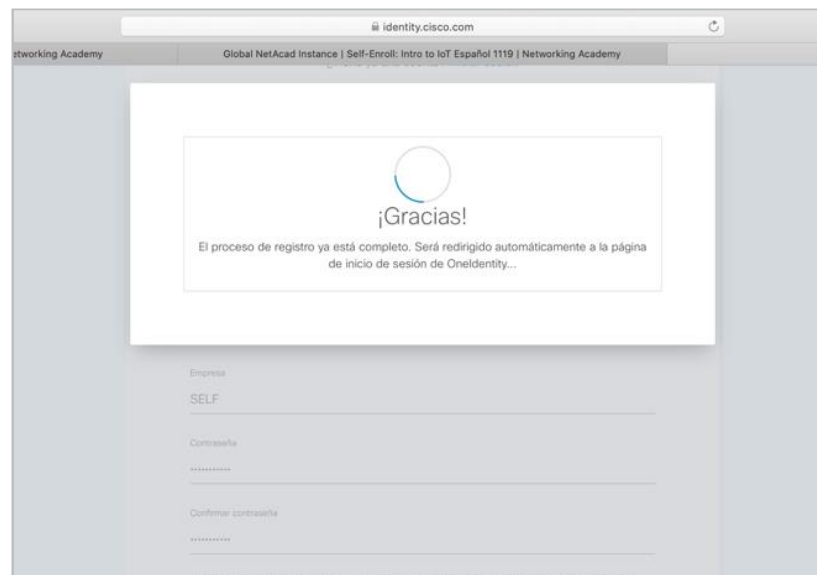 identity.cisco.com
etworking Academy
Global NetAcad Instance | Self-Enroll: Intro to IoT Español 1119 | Networking Academy
¡Gracias!
El proceso de registro ya está completo. Será redirigido automáticamente a la página
de inicio de sesión de OneIdentity...
Empresa
SELF
Contraseña
•••••••••••
Confirmar contraseña
•••••••••••